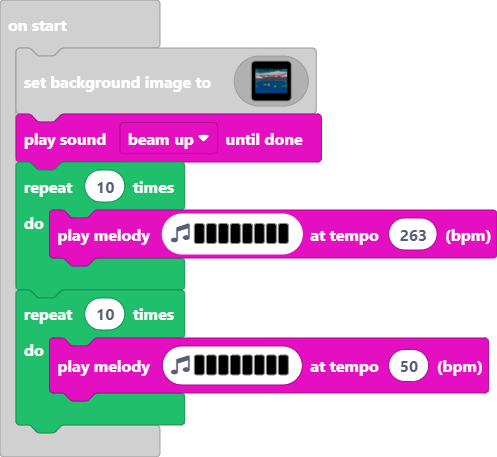 on start
set background image to
play sound beam up until done
repeat 10 times
do
play melody at tempo 263 (bpm)
repeat 10 times
do
play melody at tempo 50 (bpm)